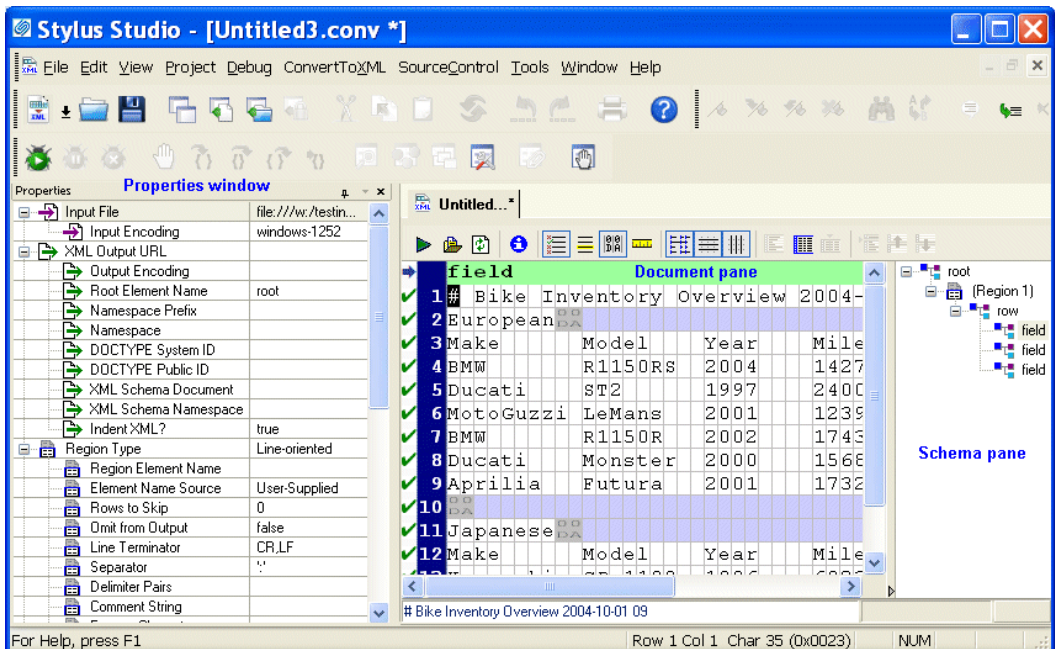 Stylus Studio - [Untitled3.conv *]
File Edit View Project Debug ConvertToXML SourceControl Tools Window Help
Properties
Properties window
Input File file:///w:/testin...
Input Encoding windows-1252
XML Output URL
Output Encoding
Root Element Name root
Namespace Prefix
Namespace
DOCTYPE System ID
DOCTYPE Public ID
XML Schema Document
XML Schema Namespace
Indent XML? true
Region Type Line-oriented
Region Element Name
Element Name Source User-Supplied
Rows to Skip 0
Omit from Output false
Line Terminator CR,LF
Separator ':'
Delimiter Pairs
Comment String
Untitled...*
field Document pane
1 # Bike Inventory Overview 2004-
2 European
3 Make Model Year Mile
4 BMW R1150RS 2004 1427
5 Ducati ST2 1997 2400
6 MotoGuzzi LeMans 2001 1239
7 BMW R1150R 2002 1743
8 Ducati Monster 2000 1568
9 Aprilia Futura 2001 1732
10
11 Japanese
12 Make Model Year Mile
# Bike Inventory Overview 2004-10-01 09
root
(Region 1)
row
field
field
field
Schema pane
For Help, press F1
Row 1 Col 1 Char 35 (0x0023)
NUM